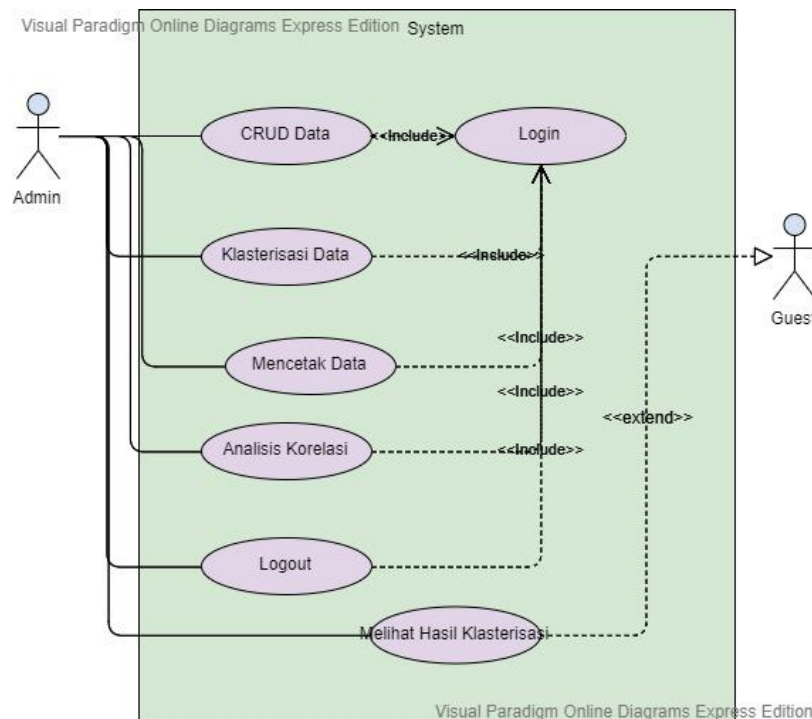 Visual Paradigm Online Diagrams Express Edition
System
Admin
CRUD Data
<<Include>>
Login
Klasterisasi Data
<<Include>>
Guest
Mencetak Data
<<Include>>
<<Include>>
<<extend>>
Analisis Korelasi
<<Include>>
Logout
Melihat Hasil Klasterisasi
Visual Paradigm Online Diagrams Express Edition